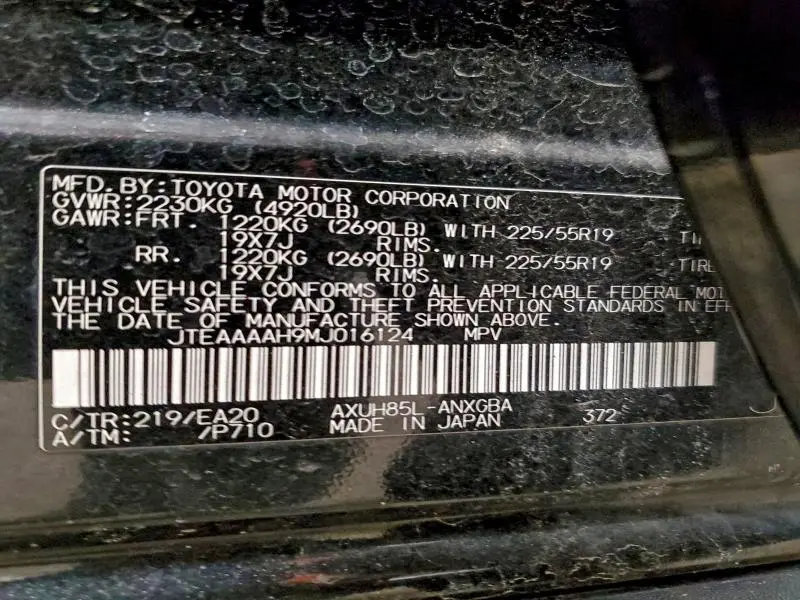 MFD.BY:TOYOTA MOTOR CORPORATION
GVWR:2230KG (4920LB)
GAWR:FRT. 1220KG (2690LB) WITH 225/55R19
19X7J RIMS.
RR. 1220KG (2690LB) WITH 225/55R19 TIRE
19X7J RIMS.
THIS VEHICLE CONFORMS TO ALL APPLICABLE FEDERAL
VEHICLE SAFETY AND THEFT PREVENTION STANDARDS IN
THE DATE OF MANUFACTURE SHOWN ABOVE.
JTEAAAAH9MJ016124 MPV
C/TR:219/EA20 AXUH85L-ANXGBA 372
A/TM: /P710 MADE IN JAPAN